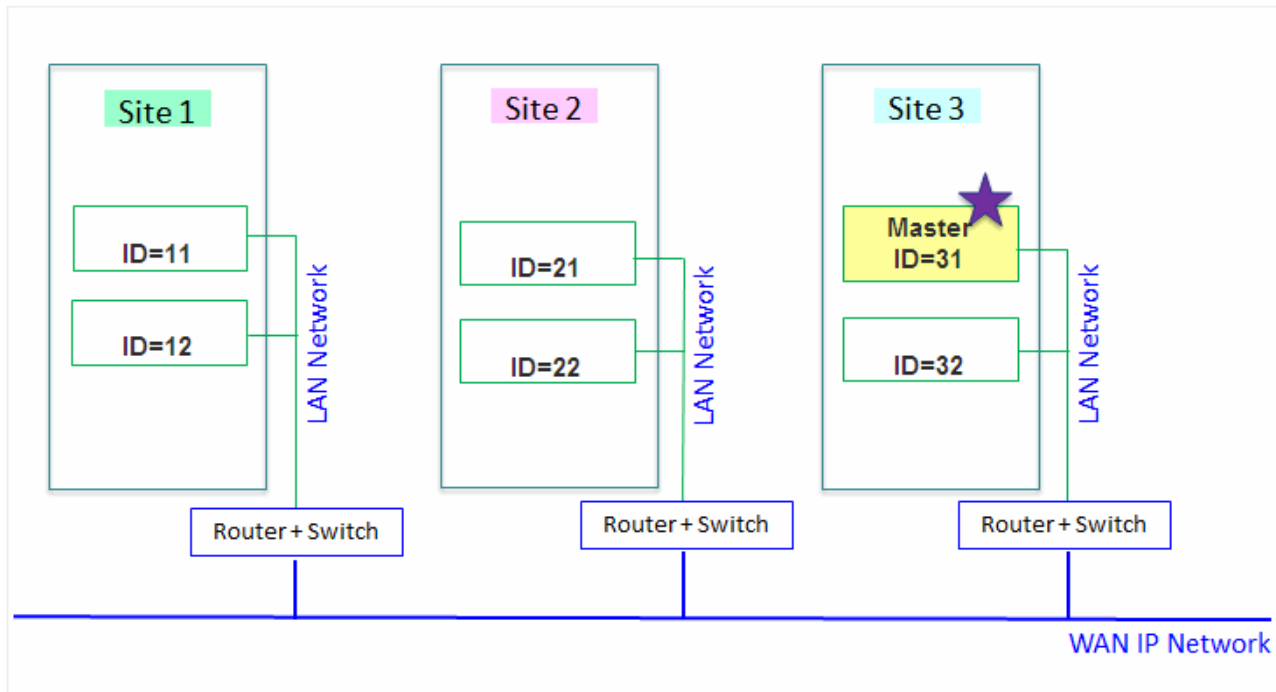 Site 1
Site 2
Site 3
ID=11
ID=12
LAN Network
ID=21
ID=22
LAN Network
Master
ID=31
ID=32
LAN Network
Router + Switch
Router + Switch
Router + Switch
WAN IP Network